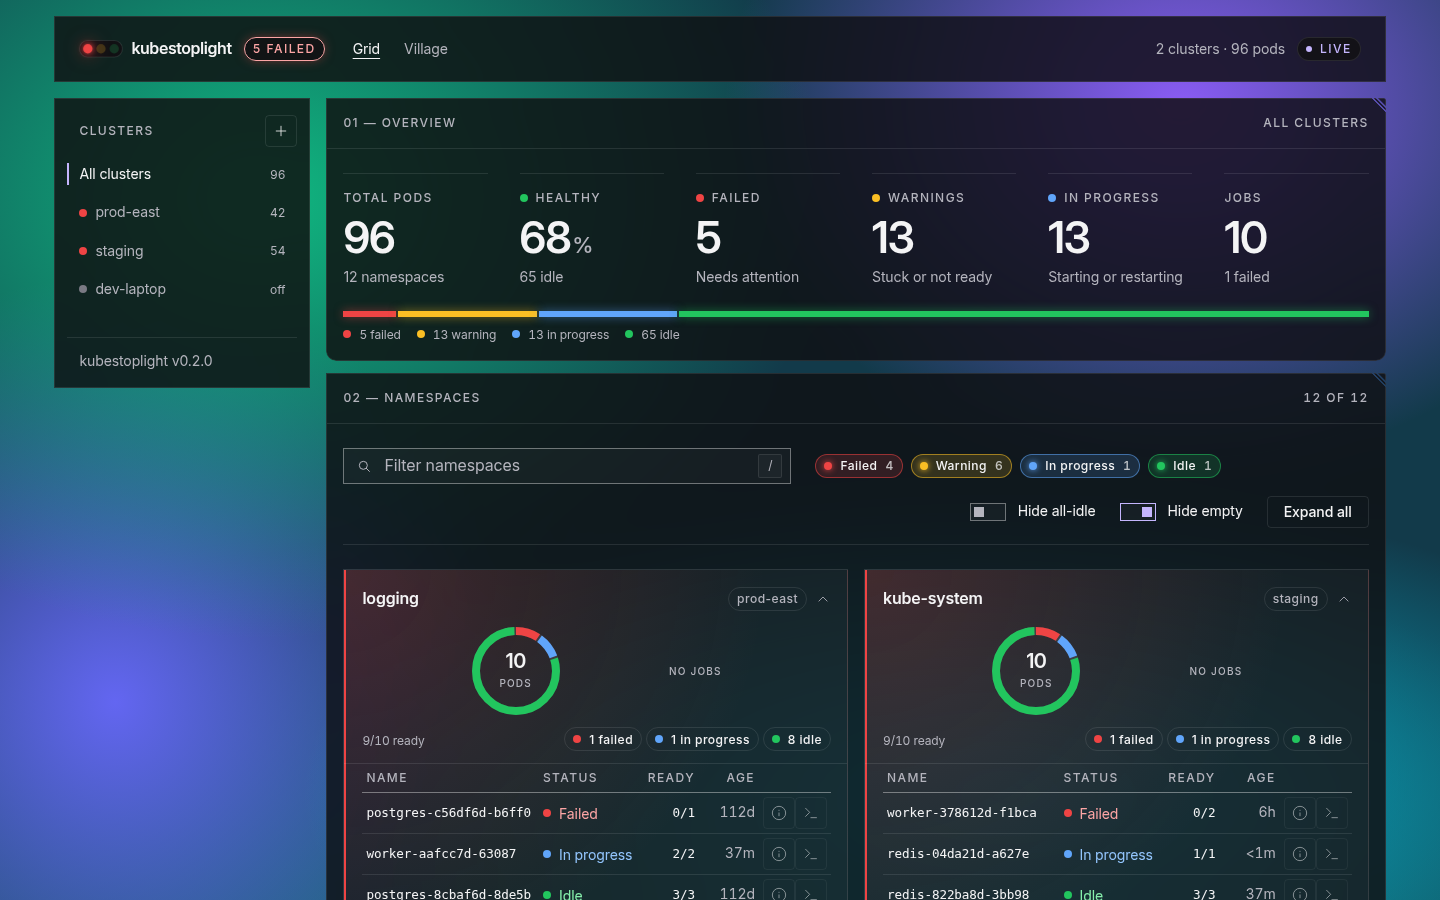 kubestoplight 5 FAILED Grid Village 2 clusters · 96 pods LIVE
CLUSTERS
All clusters 96
prod-east 42
staging 54
dev-laptop off
kubestoplight v0.2.0
01 — OVERVIEW ALL CLUSTERS
TOTAL PODS HEALTHY FAILED WARNINGS IN PROGRESS JOBS
96 68% 5 13 13 10
12 namespaces 65 idle Needs attention Stuck or not ready Starting or restarting 1 failed
5 failed 13 warning 13 in progress 65 idle
02 — NAMESPACES 12 OF 12
Filter namespaces / Failed 4 Warning 6 In progress 1 Idle 1
Hide all-idle Hide empty Expand all
logging prod-east
10
PODS
NO JOBS
9/10 ready 1 failed 1 in progress 8 idle
NAME STATUS READY AGE
postgres-c56df6d-b6ff0 Failed 0/1 112d
worker-aafcc7d-63087 In progress 2/2 37m
postgres-8cbaf6d-8de5b Idle 3/3 112d
kube-system staging
10
PODS
NO JOBS
9/10 ready 1 failed 1 in progress 8 idle
NAME STATUS READY AGE
worker-378612d-f1bca Failed 0/2 6h
redis-04da21d-a627e In progress 1/1 <1m
redis-822ba8d-3bb98 Idle 3/3 37m